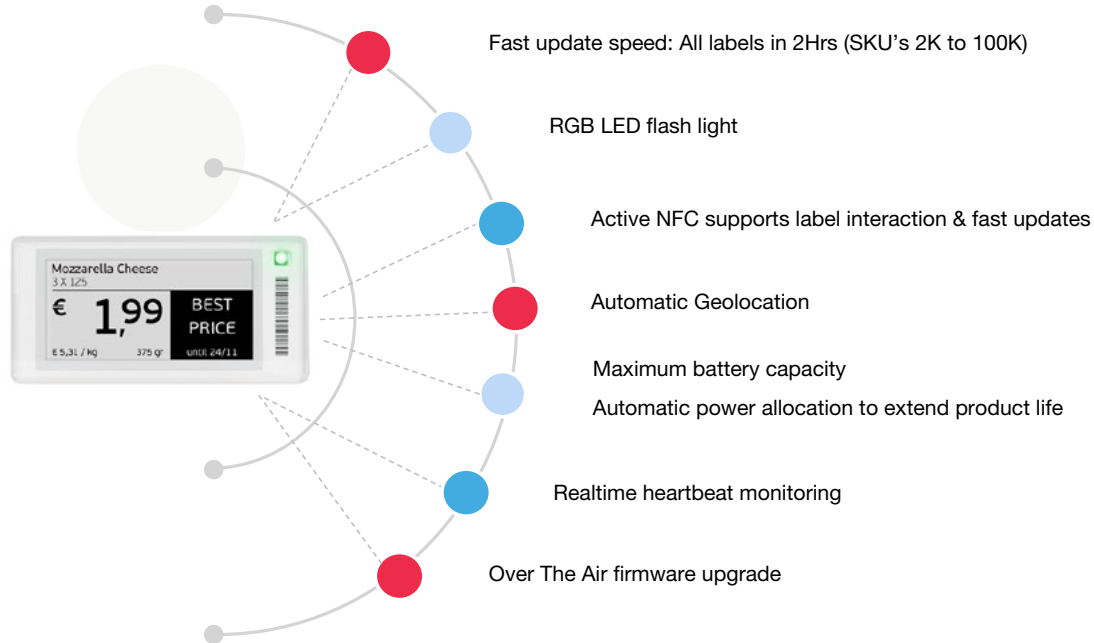 Fast update speed: All labels in 2Hrs (SKU's 2K to 100K)
RGB LED flash light
Active NFC supports label interaction & fast updates
Automatic Geolocation
Maximum battery capacity
Automatic power allocation to extend product life
Realtime heartbeat monitoring
Over The Air firmware upgrade
Mozzarella Cheese
3 X 125
€ 1,99
BEST
PRICE
€ 5,31 / kg 375 gr until 24/11